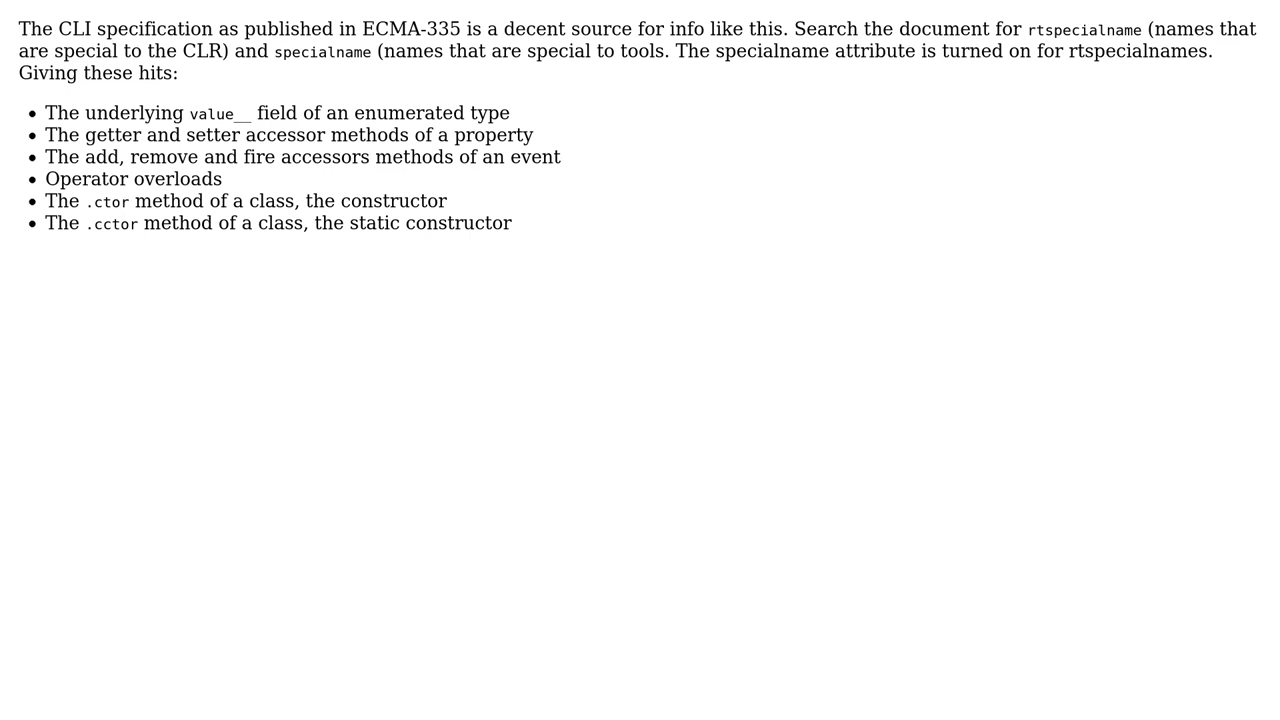 The CLI specification as published in ECMA-335 is a decent source for info like this. Search the document for rtspecialname (names that
are special to the CLR) and specialname (names that are special to tools. The specialname attribute is turned on for rtspecialnames.
Giving these hits:
• The underlying value__ field of an enumerated type
• The getter and setter accessor methods of a property
• The add, remove and fire accessors methods of an event
• Operator overloads
• The .ctor method of a class, the constructor
• The .cctor method of a class, the static constructor